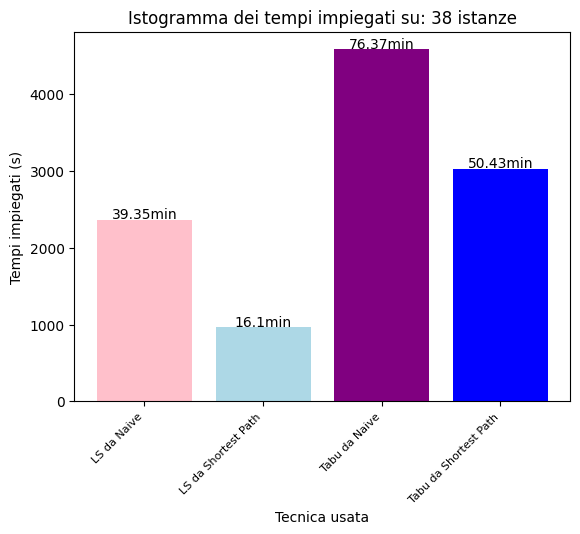 Istogramma dei tempi impiegati su: 38 istanze
76.37min
50.43min
39.35min
16.1min
Tempi impiegati (s)
4000
3000
2000
1000
0
LS da Naive
LS da Shortest Path
Tabu da Naive
Tabu da Shortest Path
Tecnica usata